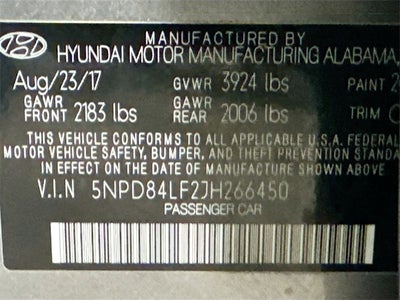 MANUFACTURED BY
HYUNDAI MOTOR MANUFACTURING ALABAMA,
Aug/23/17 GVWR 3924 lbs PAINT 2
GAWR FRONT 2183 lbs GAWR REAR 2006 lbs TRIM
THIS VEHICLE CONFORMS TO ALL APPLICABLE U.S.A. FEDERAL
MOTOR VEHICLE SAFETY, BUMPER, AND THEFT PREVENTION STANDARDS
IN EFFECT ON THE DATE OF MANUFACTURE SHOWN ABOVE
V.I.N 5NPD84LF2JH266450
PASSENGER CAR